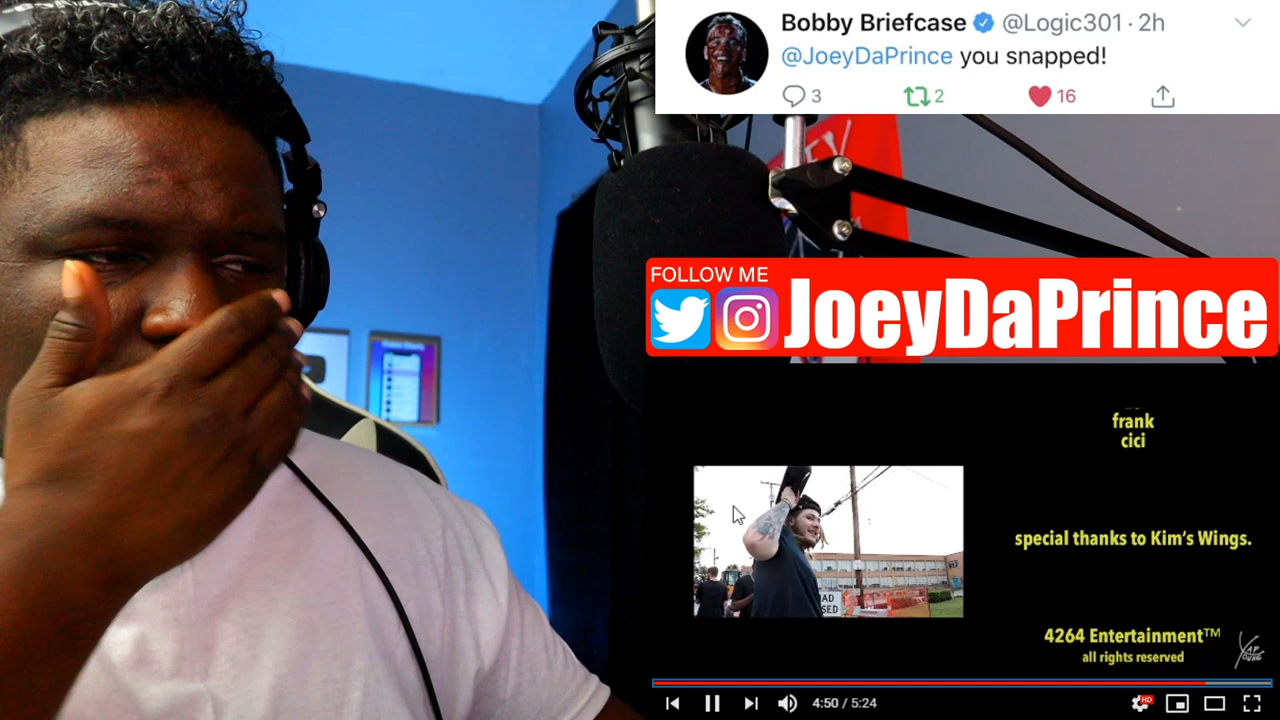 Bobby Briefcase @Logic301 · 2h
@JoeyDaPrince you snapped!
3 2 16
FOLLOW ME
JoeyDaPrince
frank
cici
special thanks to Kim's Wings.
4264 Entertainment™
all rights reserved
4:50 / 5:24
HD